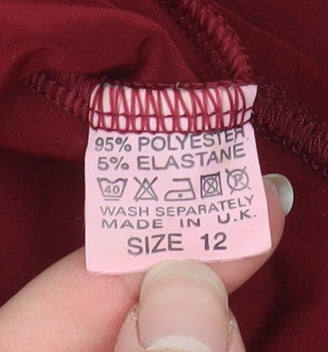 95% POLYESTER
5% ELASTANE
40
WASH SEPARATELY
MADE IN U.K.
SIZE 12